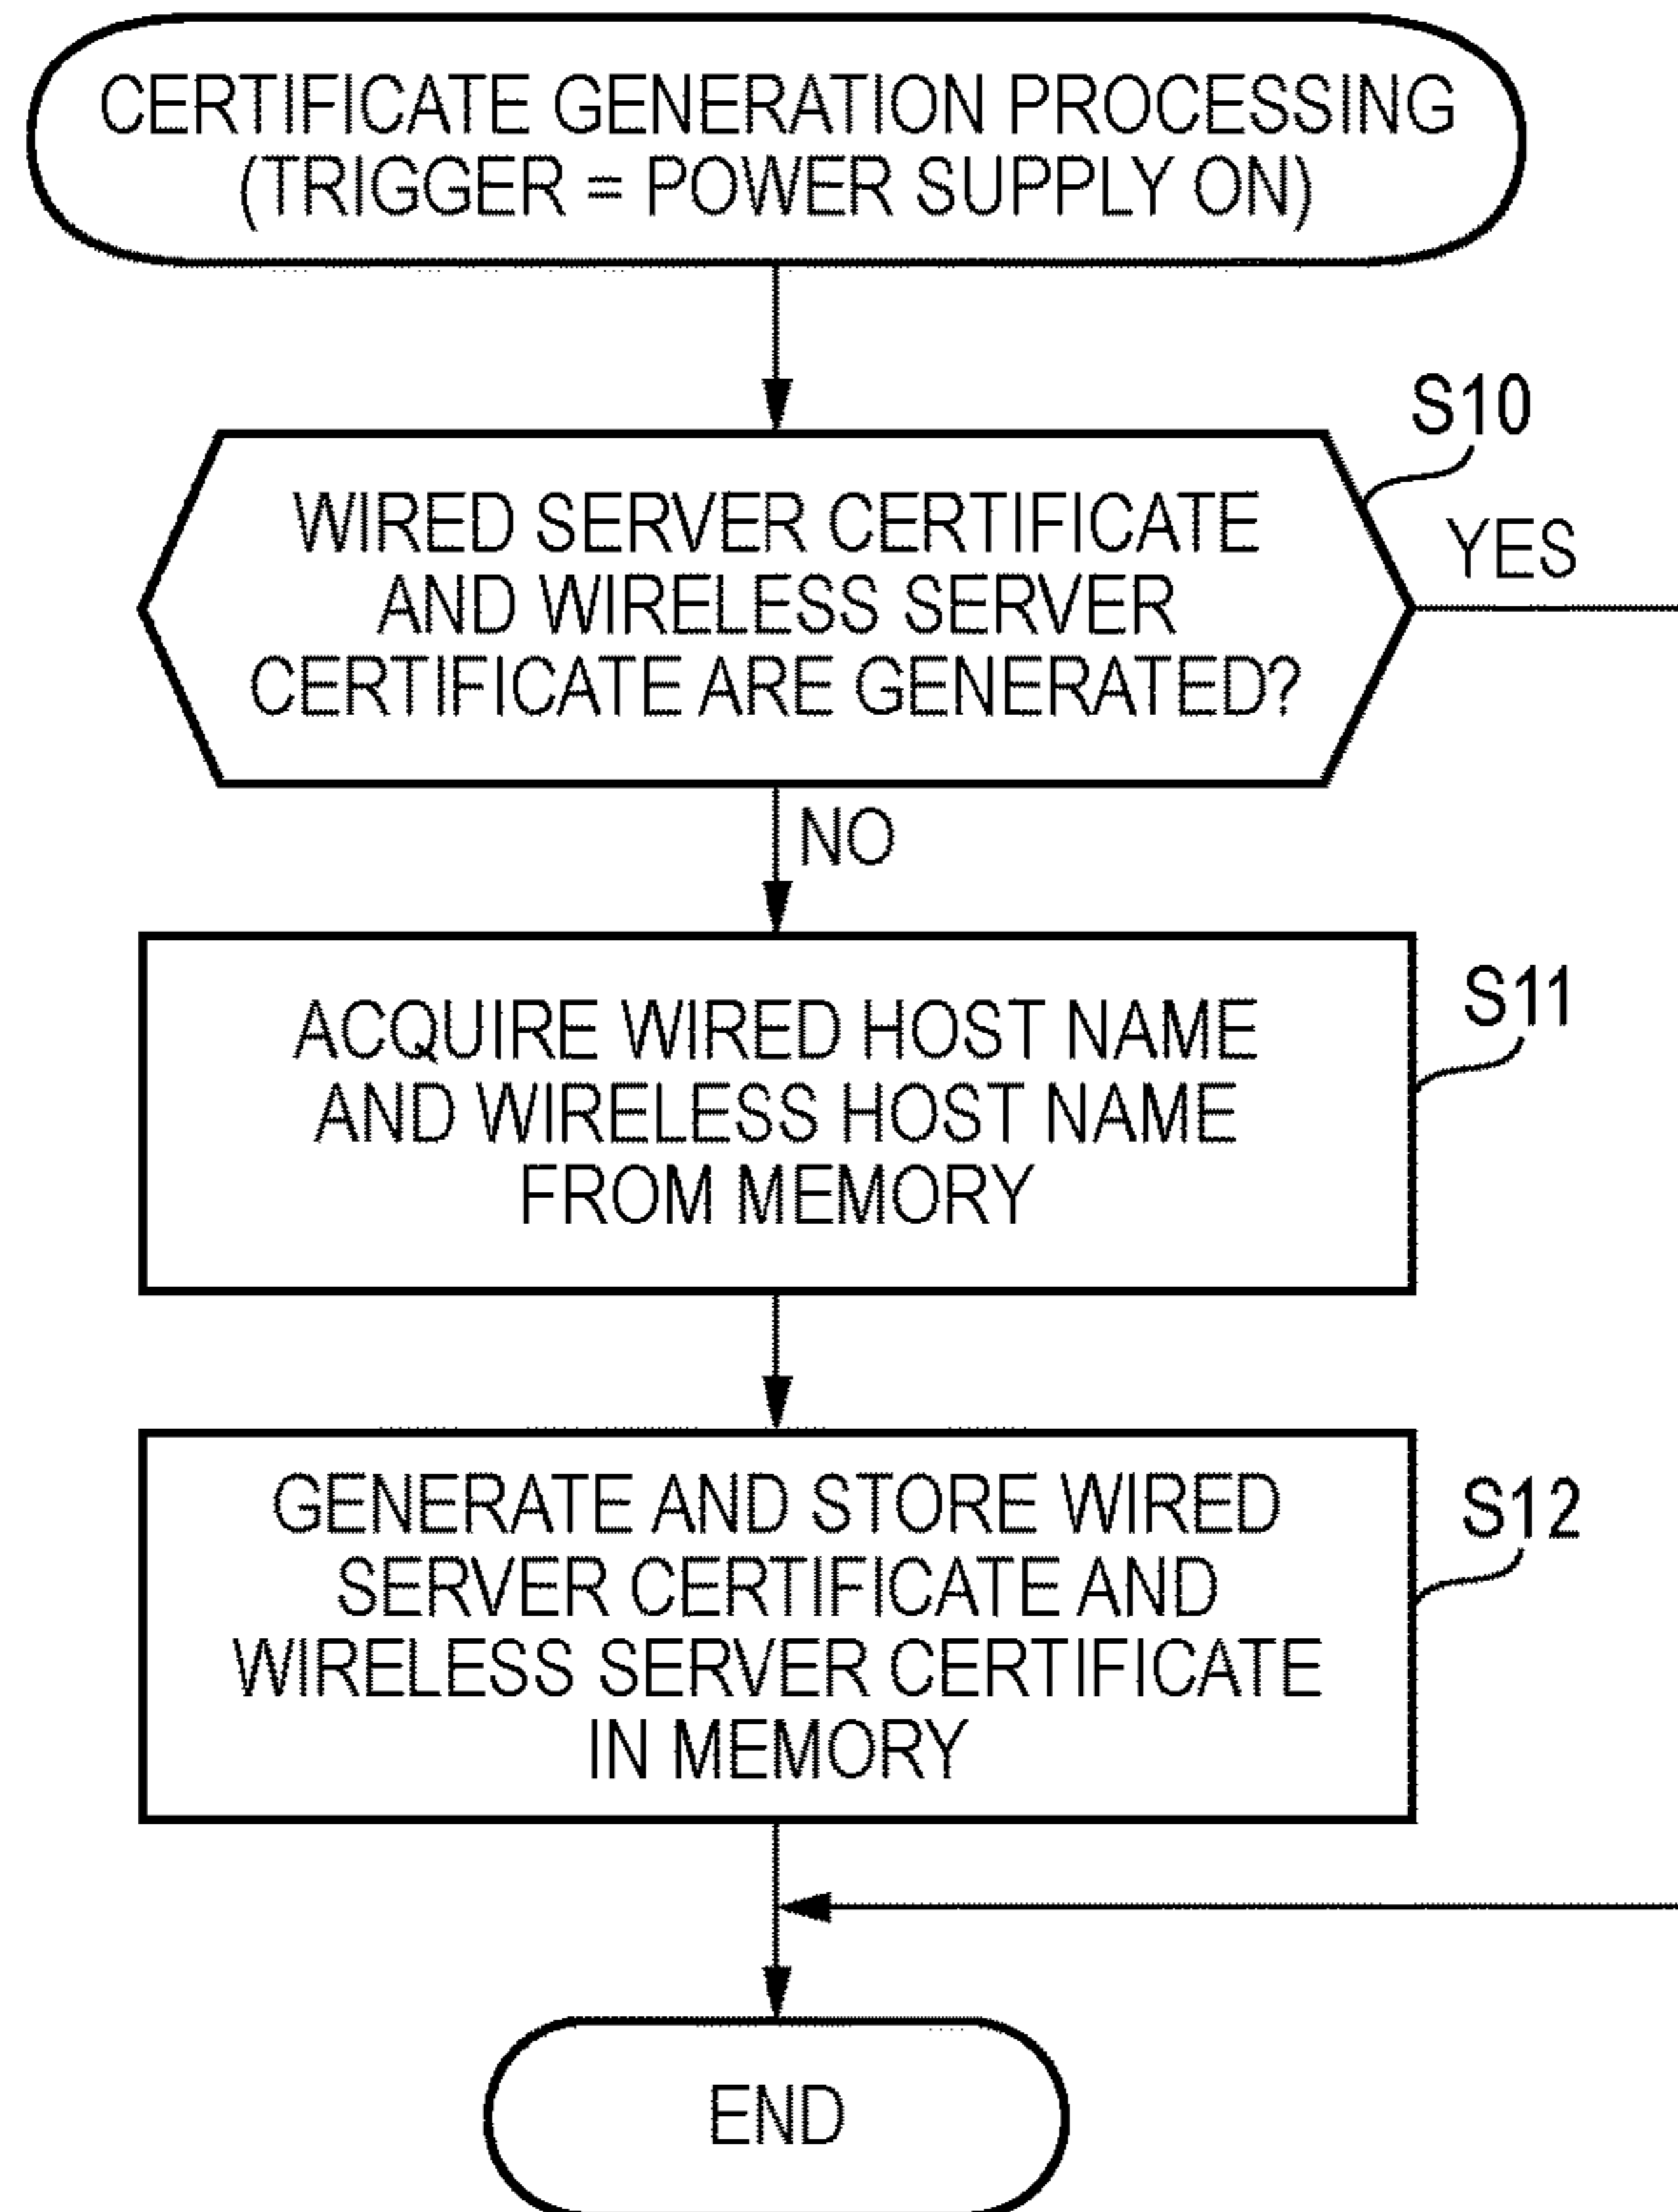 CERTIFICATE GENERATION PROCESSING
(TRIGGER = POWER SUPPLY ON)
S10
WIRED SERVER CERTIFICATE
AND WIRELESS SERVER
CERTIFICATE ARE GENERATED?
YES
NO
S11
ACQUIRE WIRED HOST NAME
AND WIRELESS HOST NAME
FROM MEMORY
S12
GENERATE AND STORE WIRED
SERVER CERTIFICATE AND
WIRELESS SERVER CERTIFICATE
IN MEMORY
END